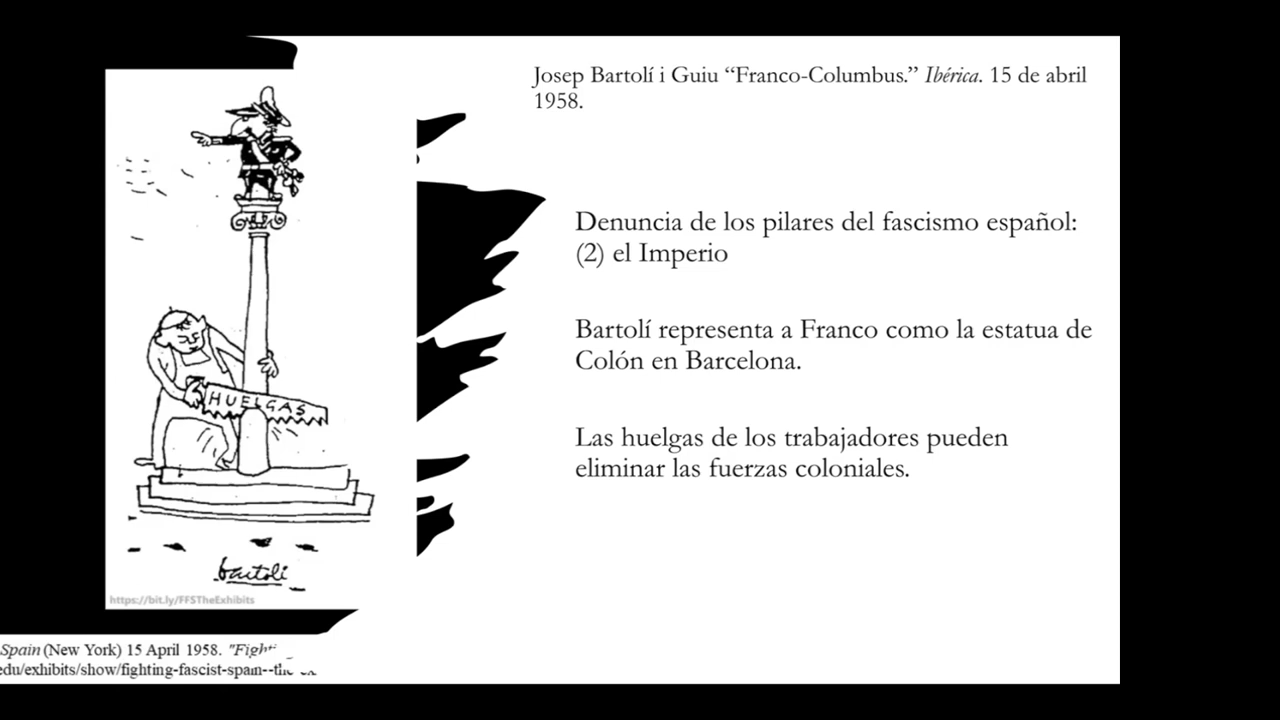 Josep Bartolí i Guiu “Franco-Columbus.” Ibérica. 15 de abril
1958.
Denuncia de los pilares del fascismo español:
(2) el Imperio
Bartolí representa a Franco como la estatua de
Colón en Barcelona.
Las huelgas de los trabajadores pueden
eliminar las fuerzas coloniales.
HUELGAS
bartoli
https://bit.ly/FFSTheExhibits
Spain (New York) 15 April 1958. "Fight
edu/exhibits/show/fighting-fascist-spain--the